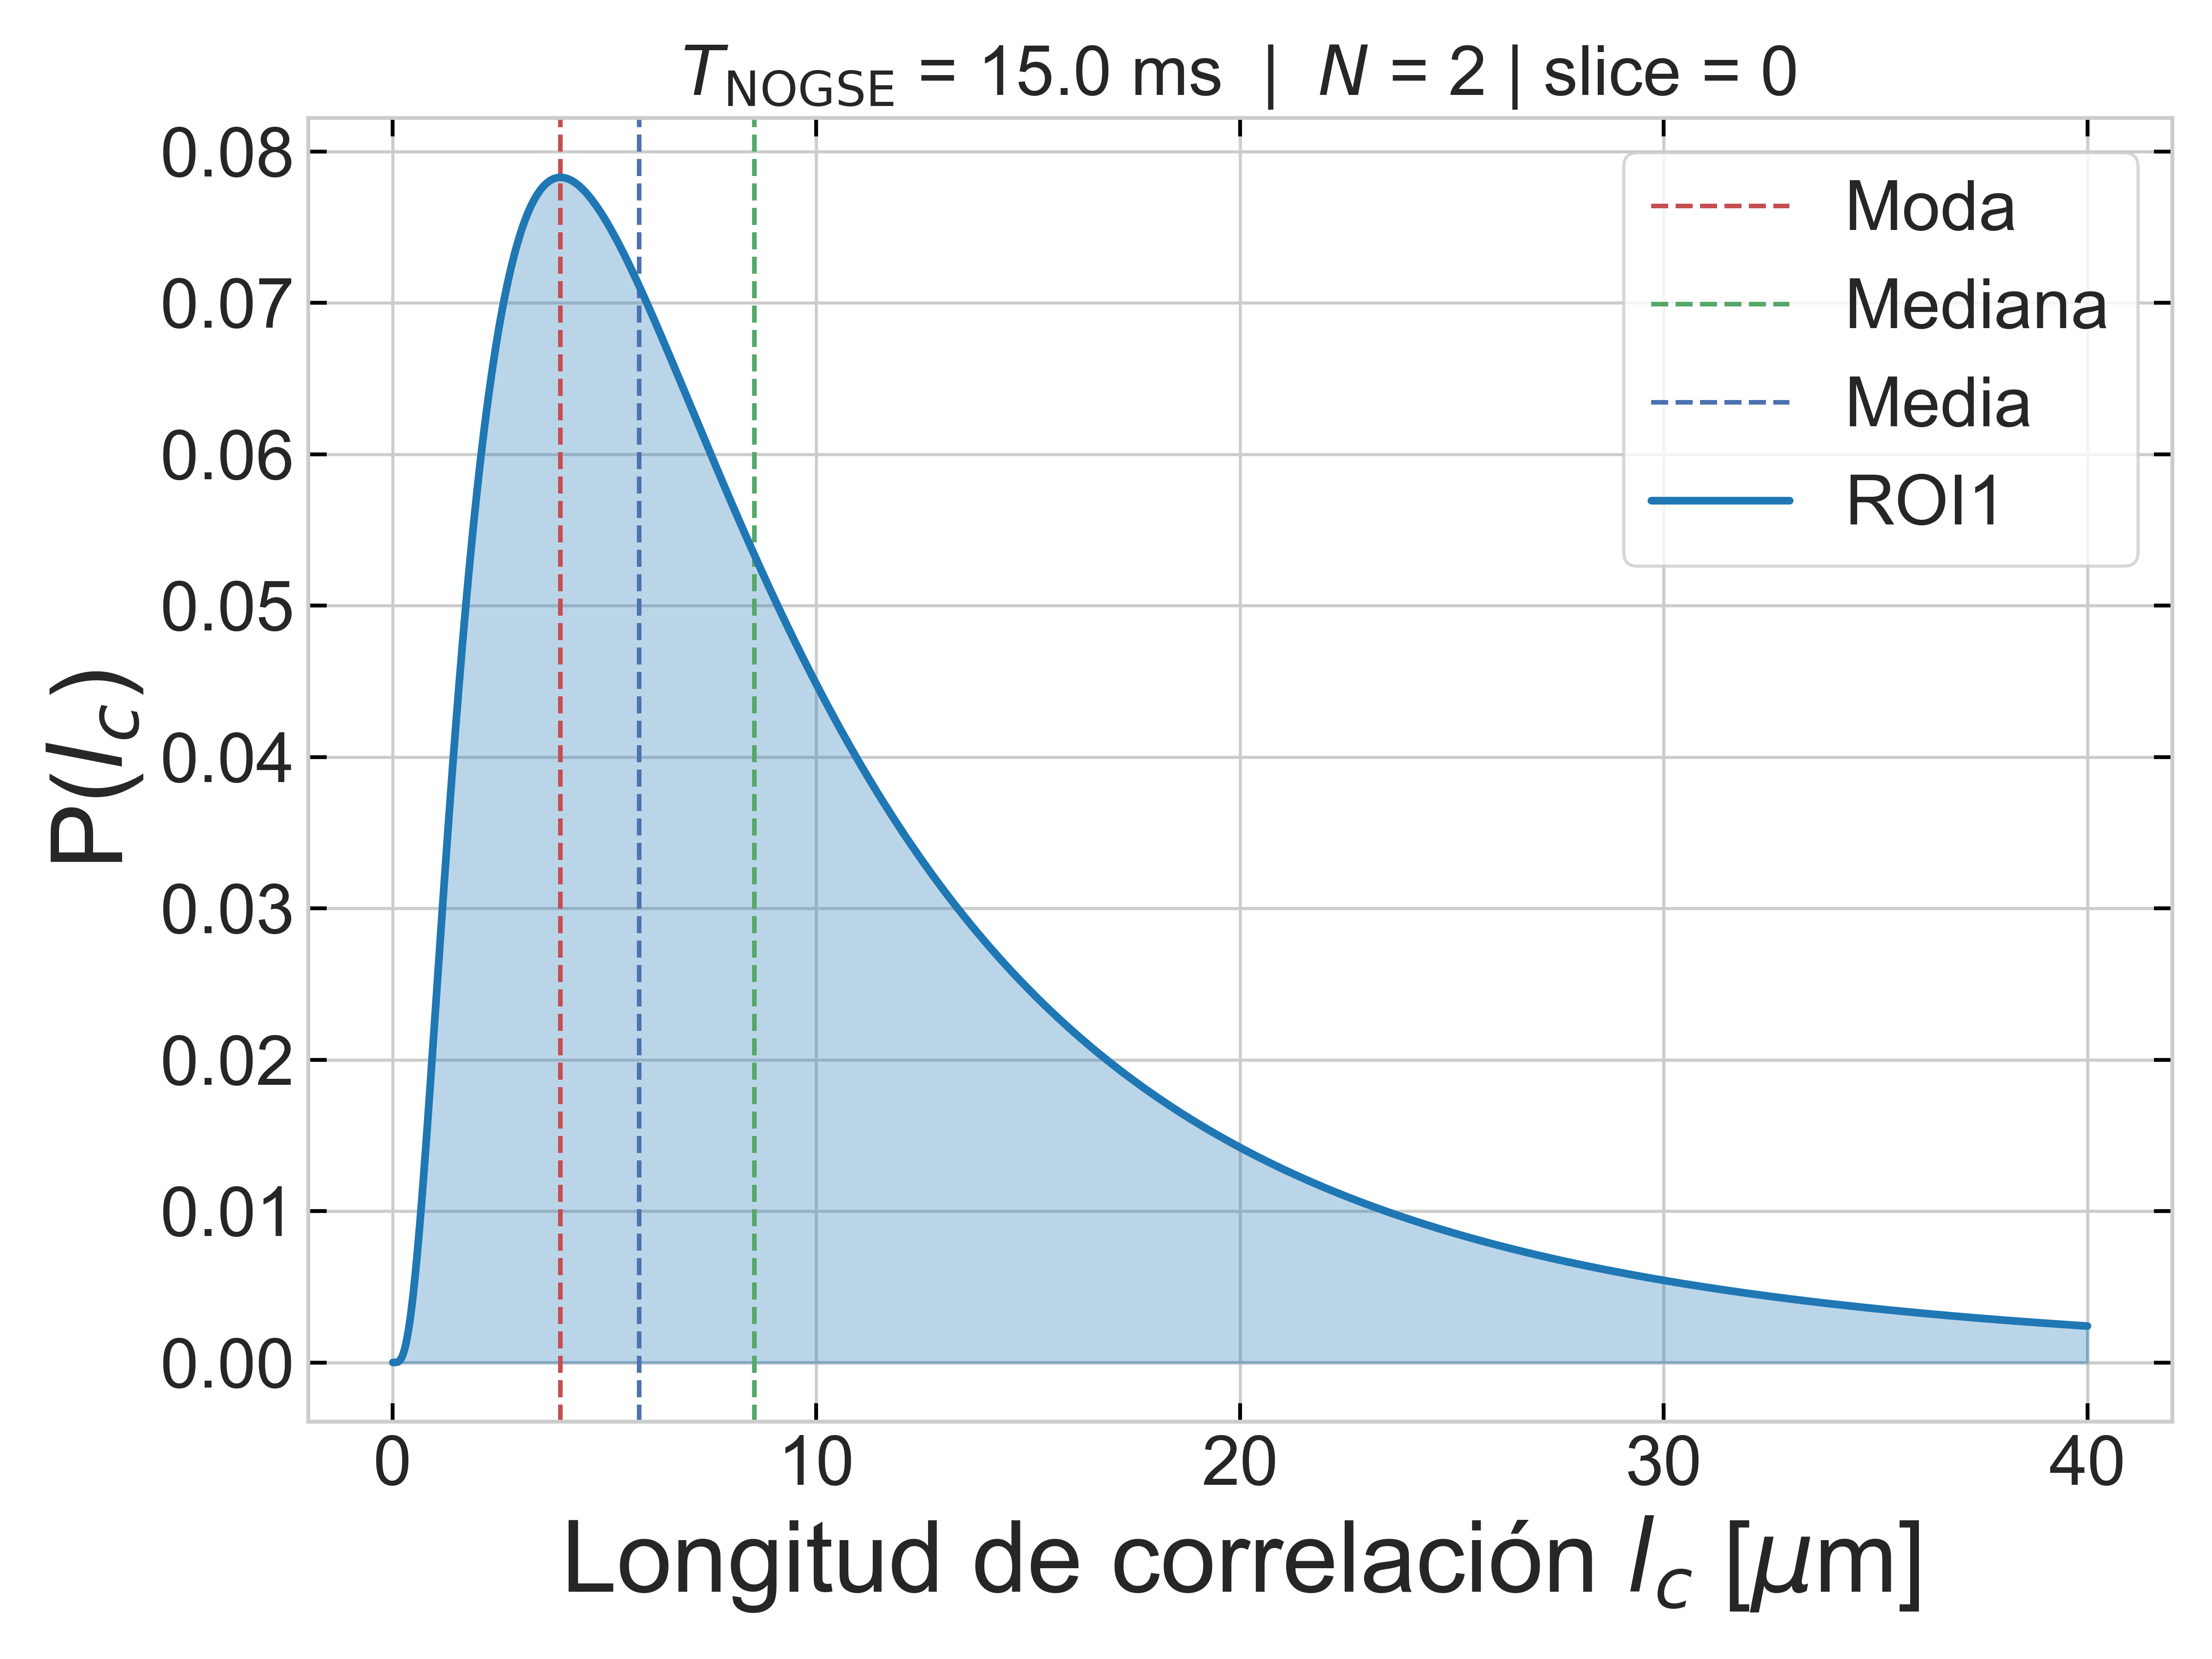 T_NOGSE = 15.0 ms | N = 2 | slice = 0
P(l_c)
0.08
0.07
0.06
0.05
0.04
0.03
0.02
0.01
0.00
Moda
Mediana
Media
ROI1
0 10 20 30 40
Longitud de correlación l_c [μm]